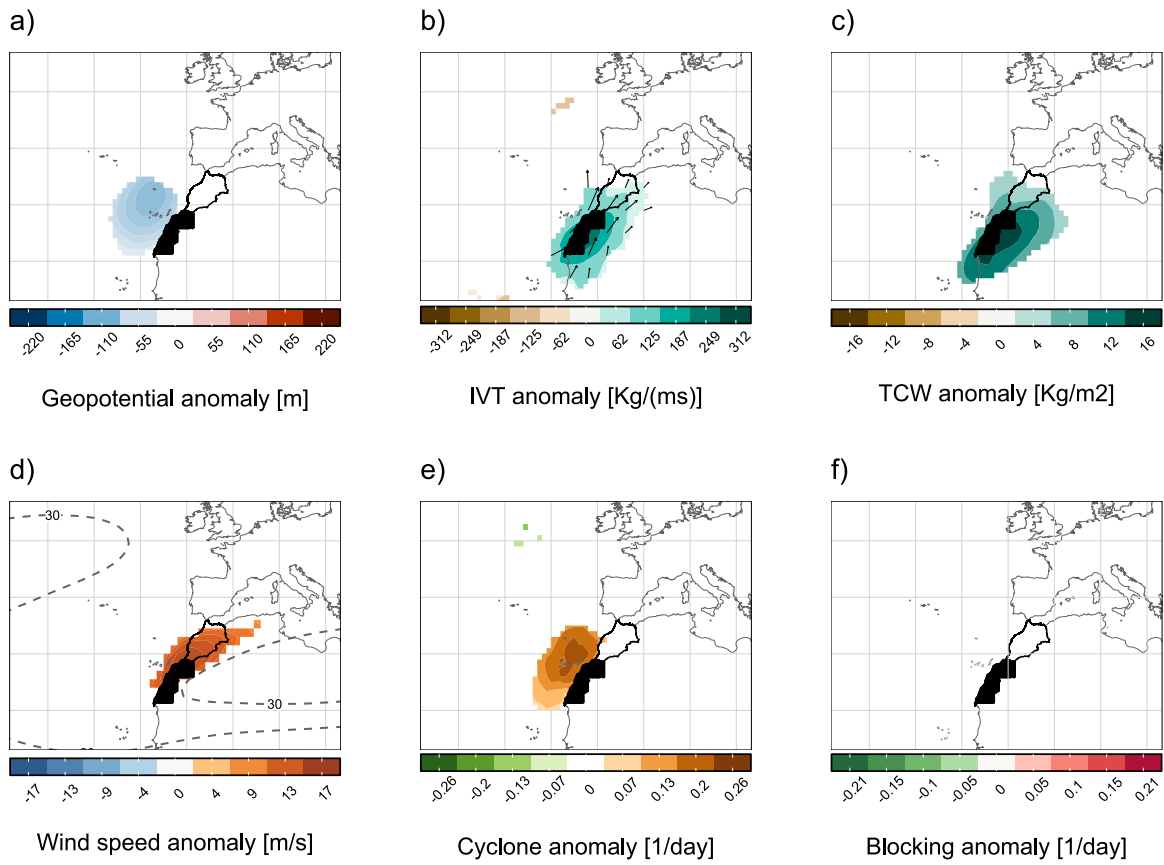 a)
b)
c)
-220 -165 -110 -55 0 55 110 165 220
-312 -249 -187 -125 -62 0 62 125 187 249 312
-16 -12 -8 -4 0 4 8 12 16
Geopotential anomaly [m]
IVT anomaly [Kg/(ms)]
TCW anomaly [Kg/m2]
d)
e)
f)
30
30
-17 -13 -9 -4 0 4 9 13 17
-0.26 -0.2 -0.13 -0.07 0 0.07 0.13 0.2 0.26
-0.21 -0.15 -0.1 -0.05 0 0.05 0.1 0.15 0.21
Wind speed anomaly [m/s]
Cyclone anomaly [1/day]
Blocking anomaly [1/day]